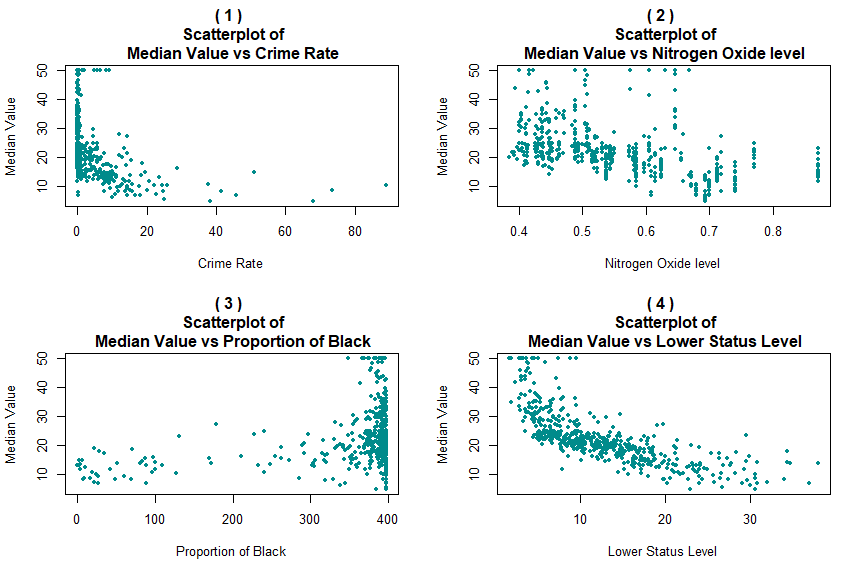 ( 1 )
Scatterplot of
Median Value vs Crime Rate
50
40
30
20
10
Median Value
0 20 40 60 80
Crime Rate
( 2 )
Scatterplot of
Median Value vs Nitrogen Oxide level
50
40
30
20
10
Median Value
0.4 0.5 0.6 0.7 0.8
Nitrogen Oxide level
( 3 )
Scatterplot of
Median Value vs Proportion of Black
50
40
30
20
10
Median Value
0 100 200 300 400
Proportion of Black
( 4 )
Scatterplot of
Median Value vs Lower Status Level
50
40
30
20
10
Median Value
10 20 30
Lower Status Level